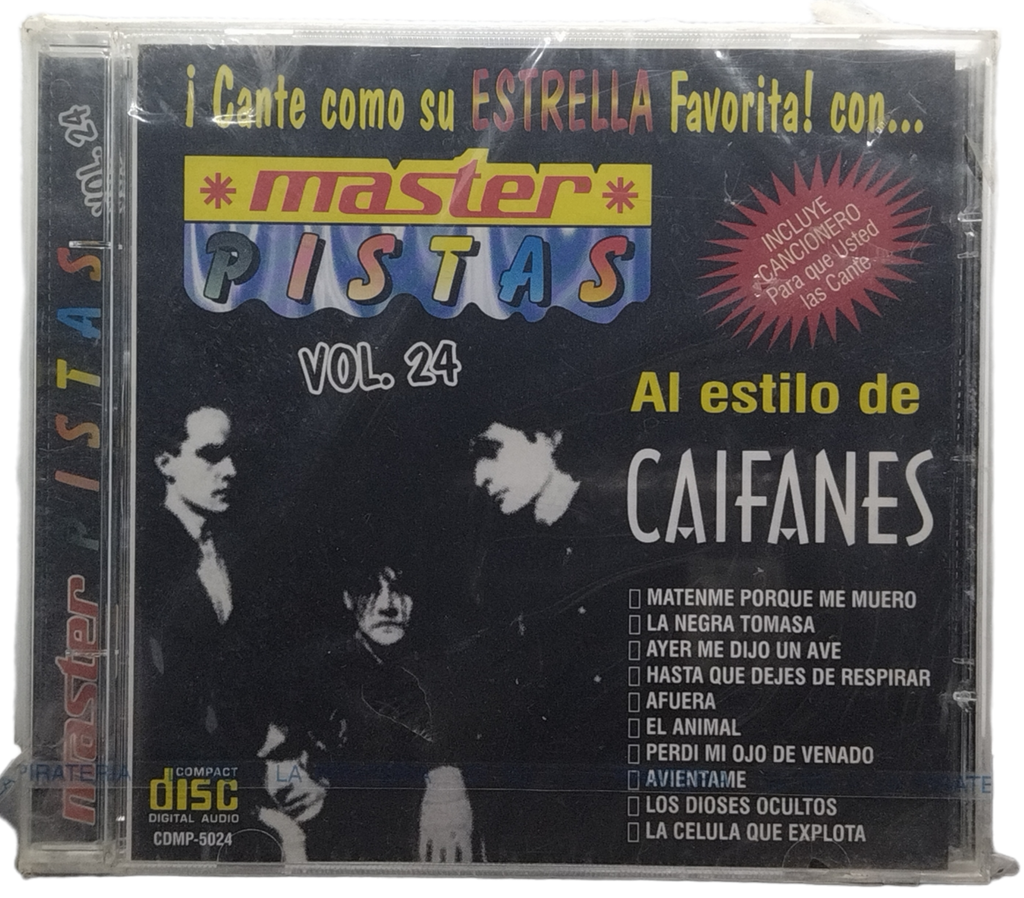 ¡ Cante como su ESTRELLA Favorita! con...
* master *
PISTAS
VOL. 24
INCLUYE
CANCIONERO
Para que Usted
las Cante
Al estilo de
CAIFANES
MATENME PORQUE ME MUERO
LA NEGRA TOMASA
AYER ME DIJO UN AVE
HASTA QUE DEJES DE RESPIRAR
AFUERA
EL ANIMAL
PERDI MI OJO DE VENADO
AVIENTAME
LOS DIOSES OCULTOS
LA CELULA QUE EXPLOTA
COMPACT
disc
DIGITAL AUDIO
CDMP-5024
master PISTAS VOL. 24
PIRATERIA
LA